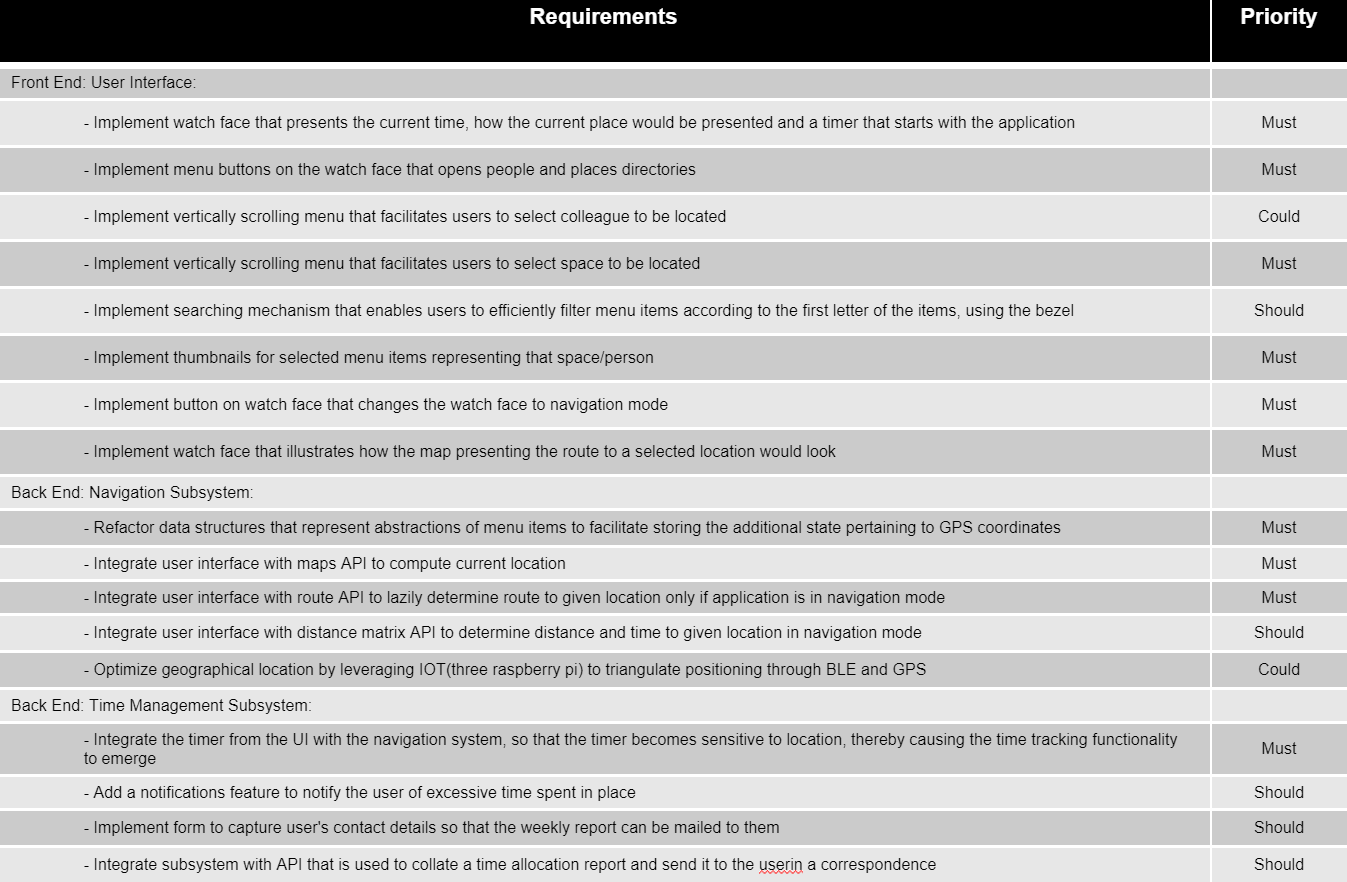 Requirements Priority
Front End: User Interface:
- Implement watch face that presents the current time, how the current place would be presented and a timer that starts with the application Must
- Implement menu buttons on the watch face that opens people and places directories Must
- Implement vertically scrolling menu that facilitates users to select colleague to be located Could
- Implement vertically scrolling menu that facilitates users to select space to be located Must
- Implement searching mechanism that enables users to efficiently filter menu items according to the first letter of the items, using the bezel Should
- Implement thumbnails for selected menu items representing that space/person Must
- Implement button on watch face that changes the watch face to navigation mode Must
- Implement watch face that illustrates how the map presenting the route to a selected location would look Must
Back End: Navigation Subsystem:
- Refactor data structures that represent abstractions of menu items to facilitate storing the additional state pertaining to GPS coordinates Must
- Integrate user interface with maps API to compute current location Must
- Integrate user interface with route API to lazily determine route to given location only if application is in navigation mode Must
- Integrate user interface with distance matrix API to determine distance and time to given location in navigation mode Should
- Optimize geographical location by leveraging IOT(three raspberry pi) to triangulate positioning through BLE and GPS Could
Back End: Time Management Subsystem:
- Integrate the timer from the UI with the navigation system, so that the timer becomes sensitive to location, thereby causing the time tracking functionality
to emerge Must
- Add a notifications feature to notify the user of excessive time spent in place Should
- Implement form to capture user's contact details so that the weekly report can be mailed to them Should
- Integrate subsystem with API that is used to collate a time allocation report and send it to the userin a correspondence Should